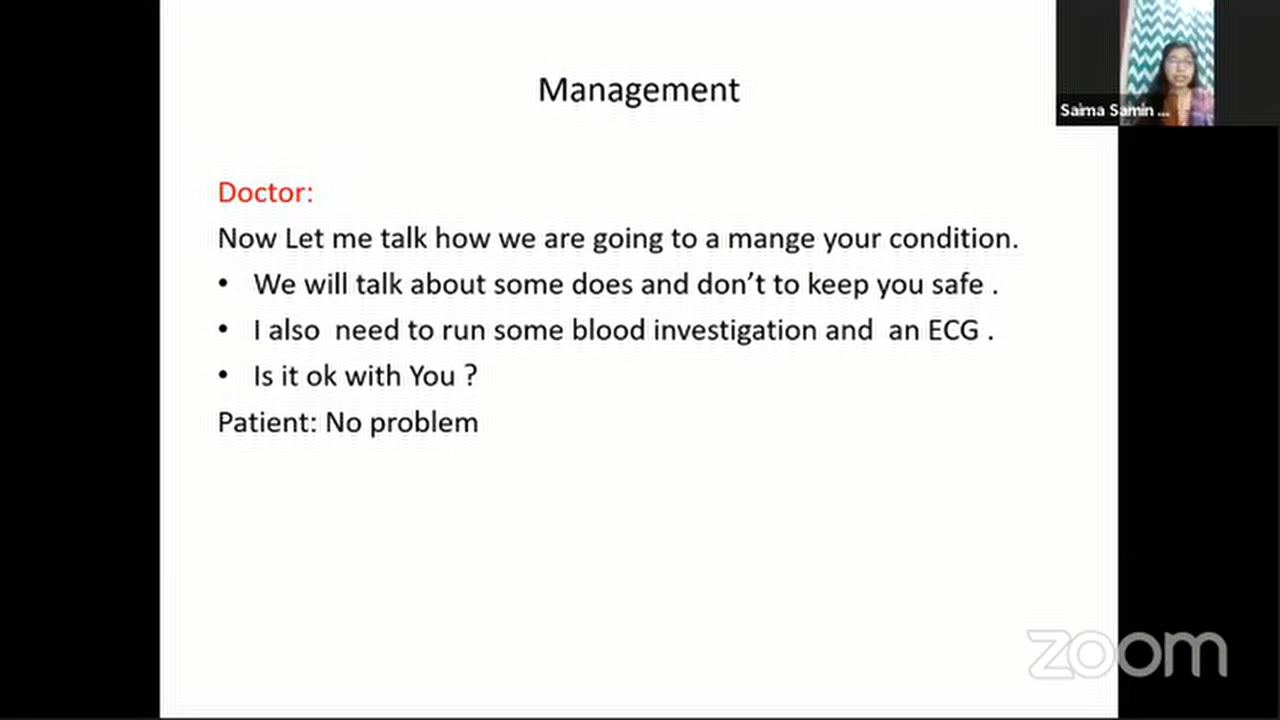 Management
Saima Samin ...
Doctor:
Now Let me talk how we are going to a mange your condition.
• We will talk about some does and don’t to keep you safe .
• I also  need to run some blood investigation and  an ECG .
• Is it ok with You ?
Patient: No problem
zoom